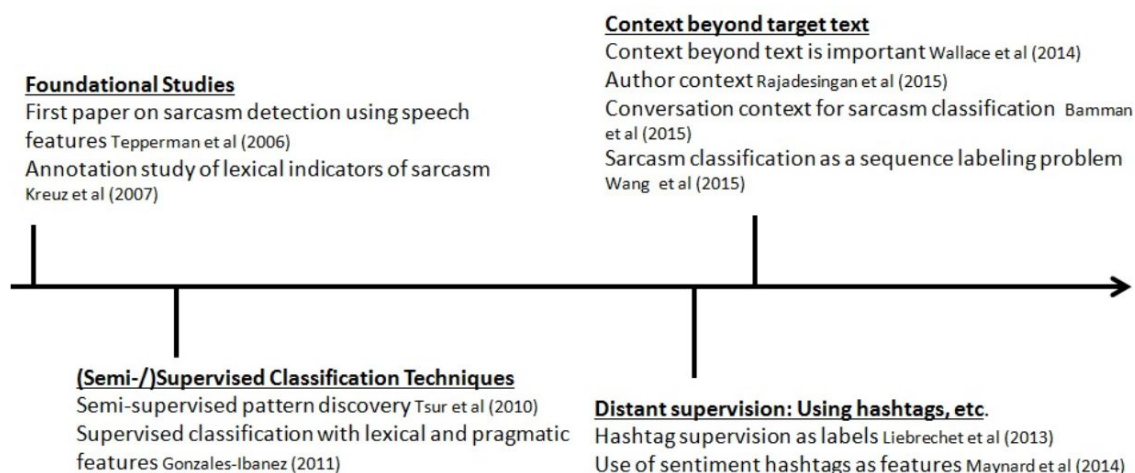 Foundational Studies
First paper on sarcasm detection using speech
features Tepperman et al (2006)
Annotation study of lexical indicators of sarcasm
Kreuz et al (2007)
Context beyond target text
Context beyond text is important Wallace et al (2014)
Author context Rajadesingan et al (2015)
Conversation context for sarcasm classification Bamman
et al (2015)
Sarcasm classification as a sequence labeling problem
Wang et al (2015)
(Semi-/)Supervised Classification Techniques
Semi-supervised pattern discovery Tsur et al (2010)
Supervised classification with lexical and pragmatic
features Gonzales-Ibanez (2011)
Distant supervision: Using hashtags, etc.
Hashtag supervision as labels Liebrechet et al (2013)
Use of sentiment hashtags as features Maynard et al (2014)